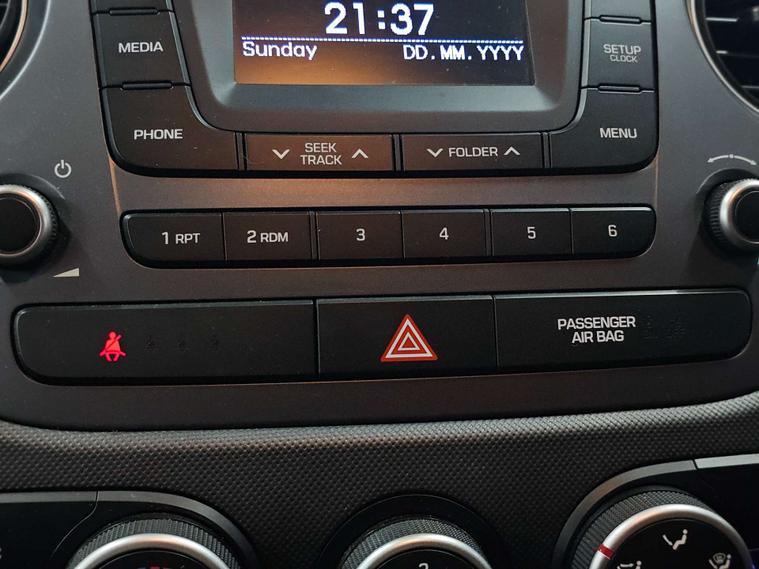 21:37
Sunday DD.MM.YYYY
MEDIA
SETUP
CLOCK
PHONE
SEEK
TRACK
FOLDER
MENU
1 RPT 2 RDM 3 4 5 6
PASSENGER
AIR BAG